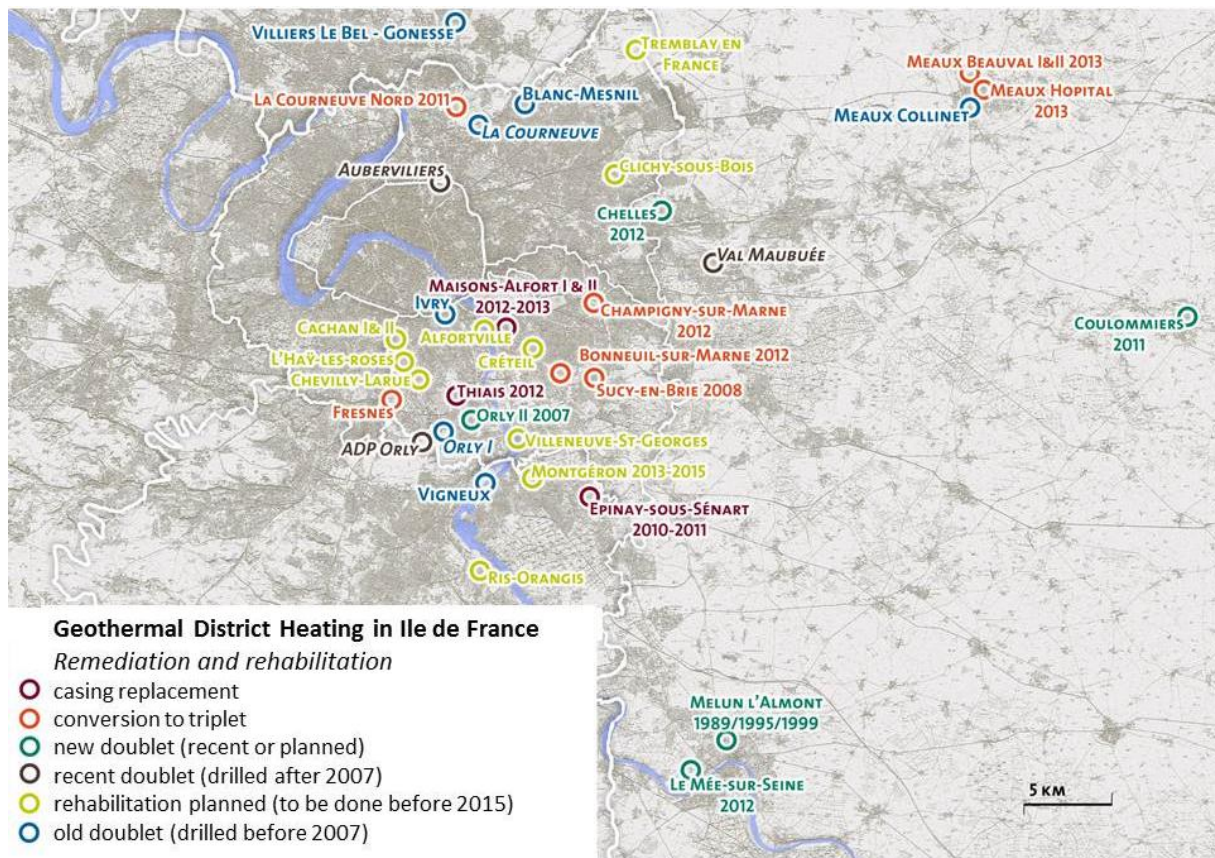 VILLIERS LE BEL - GONESSE
TREMBLAY EN
FRANCE
MEAUX BEAUVAL I&II 2013
MEAUX HOPITAL
2013
MEAUX COLLINET
LA COURNEUVE NORD 2011
BLANC-MESNIL
LA COURNEUVE
AUBERVILIERS
CLICHY-SOUS-BOIS
CHELLES
2012
VAL MAUBUÉE
MAISONS-ALFORT I & II
2012-2013
IVRY
CHAMPIGNY-SUR-MARNE
2012
COULOMMIERS
2011
CACHAN I & II
ALFORTVILLE
L'HAŸ-LES-ROSES
CRÉTEIL
BONNEUIL-SUR-MARNE 2012
CHEVILLY-LARUE
SUCY-EN-BRIE 2008
THIAIS 2012
FRESNES
ORLY II 2007
ADP ORLY
ORLY I
VILLENEUVE-ST-GEORGES
MONTGÉRON 2013-2015
VIGNEUX
EPINAY-SOUS-SÉNART
2010-2011
RIS-ORANGIS
MELUN L'ALMONT
1989/1995/1999
LE MÉE-SUR-SEINE
2012
5 KM
Geothermal District Heating in Ile de France
Remediation and rehabilitation
casing replacement
conversion to triplet
new doublet (recent or planned)
recent doublet (drilled after 2007)
rehabilitation planned (to be done before 2015)
old doublet (drilled before 2007)